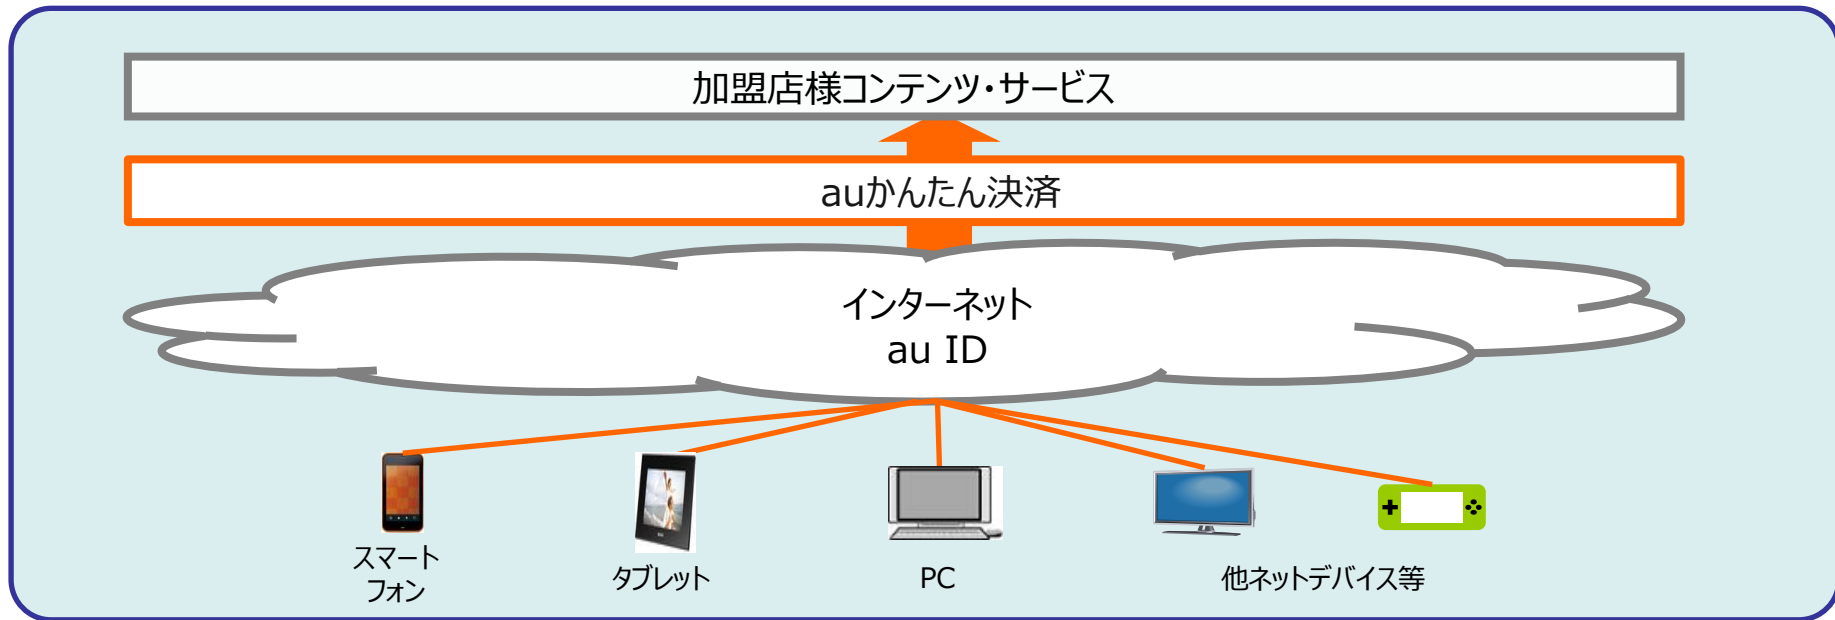 加盟店様コンテンツ・サービス
auかんたん決済
インターネット
au ID
スマート
フォン
タブレット
PC
他ネットデバイス等